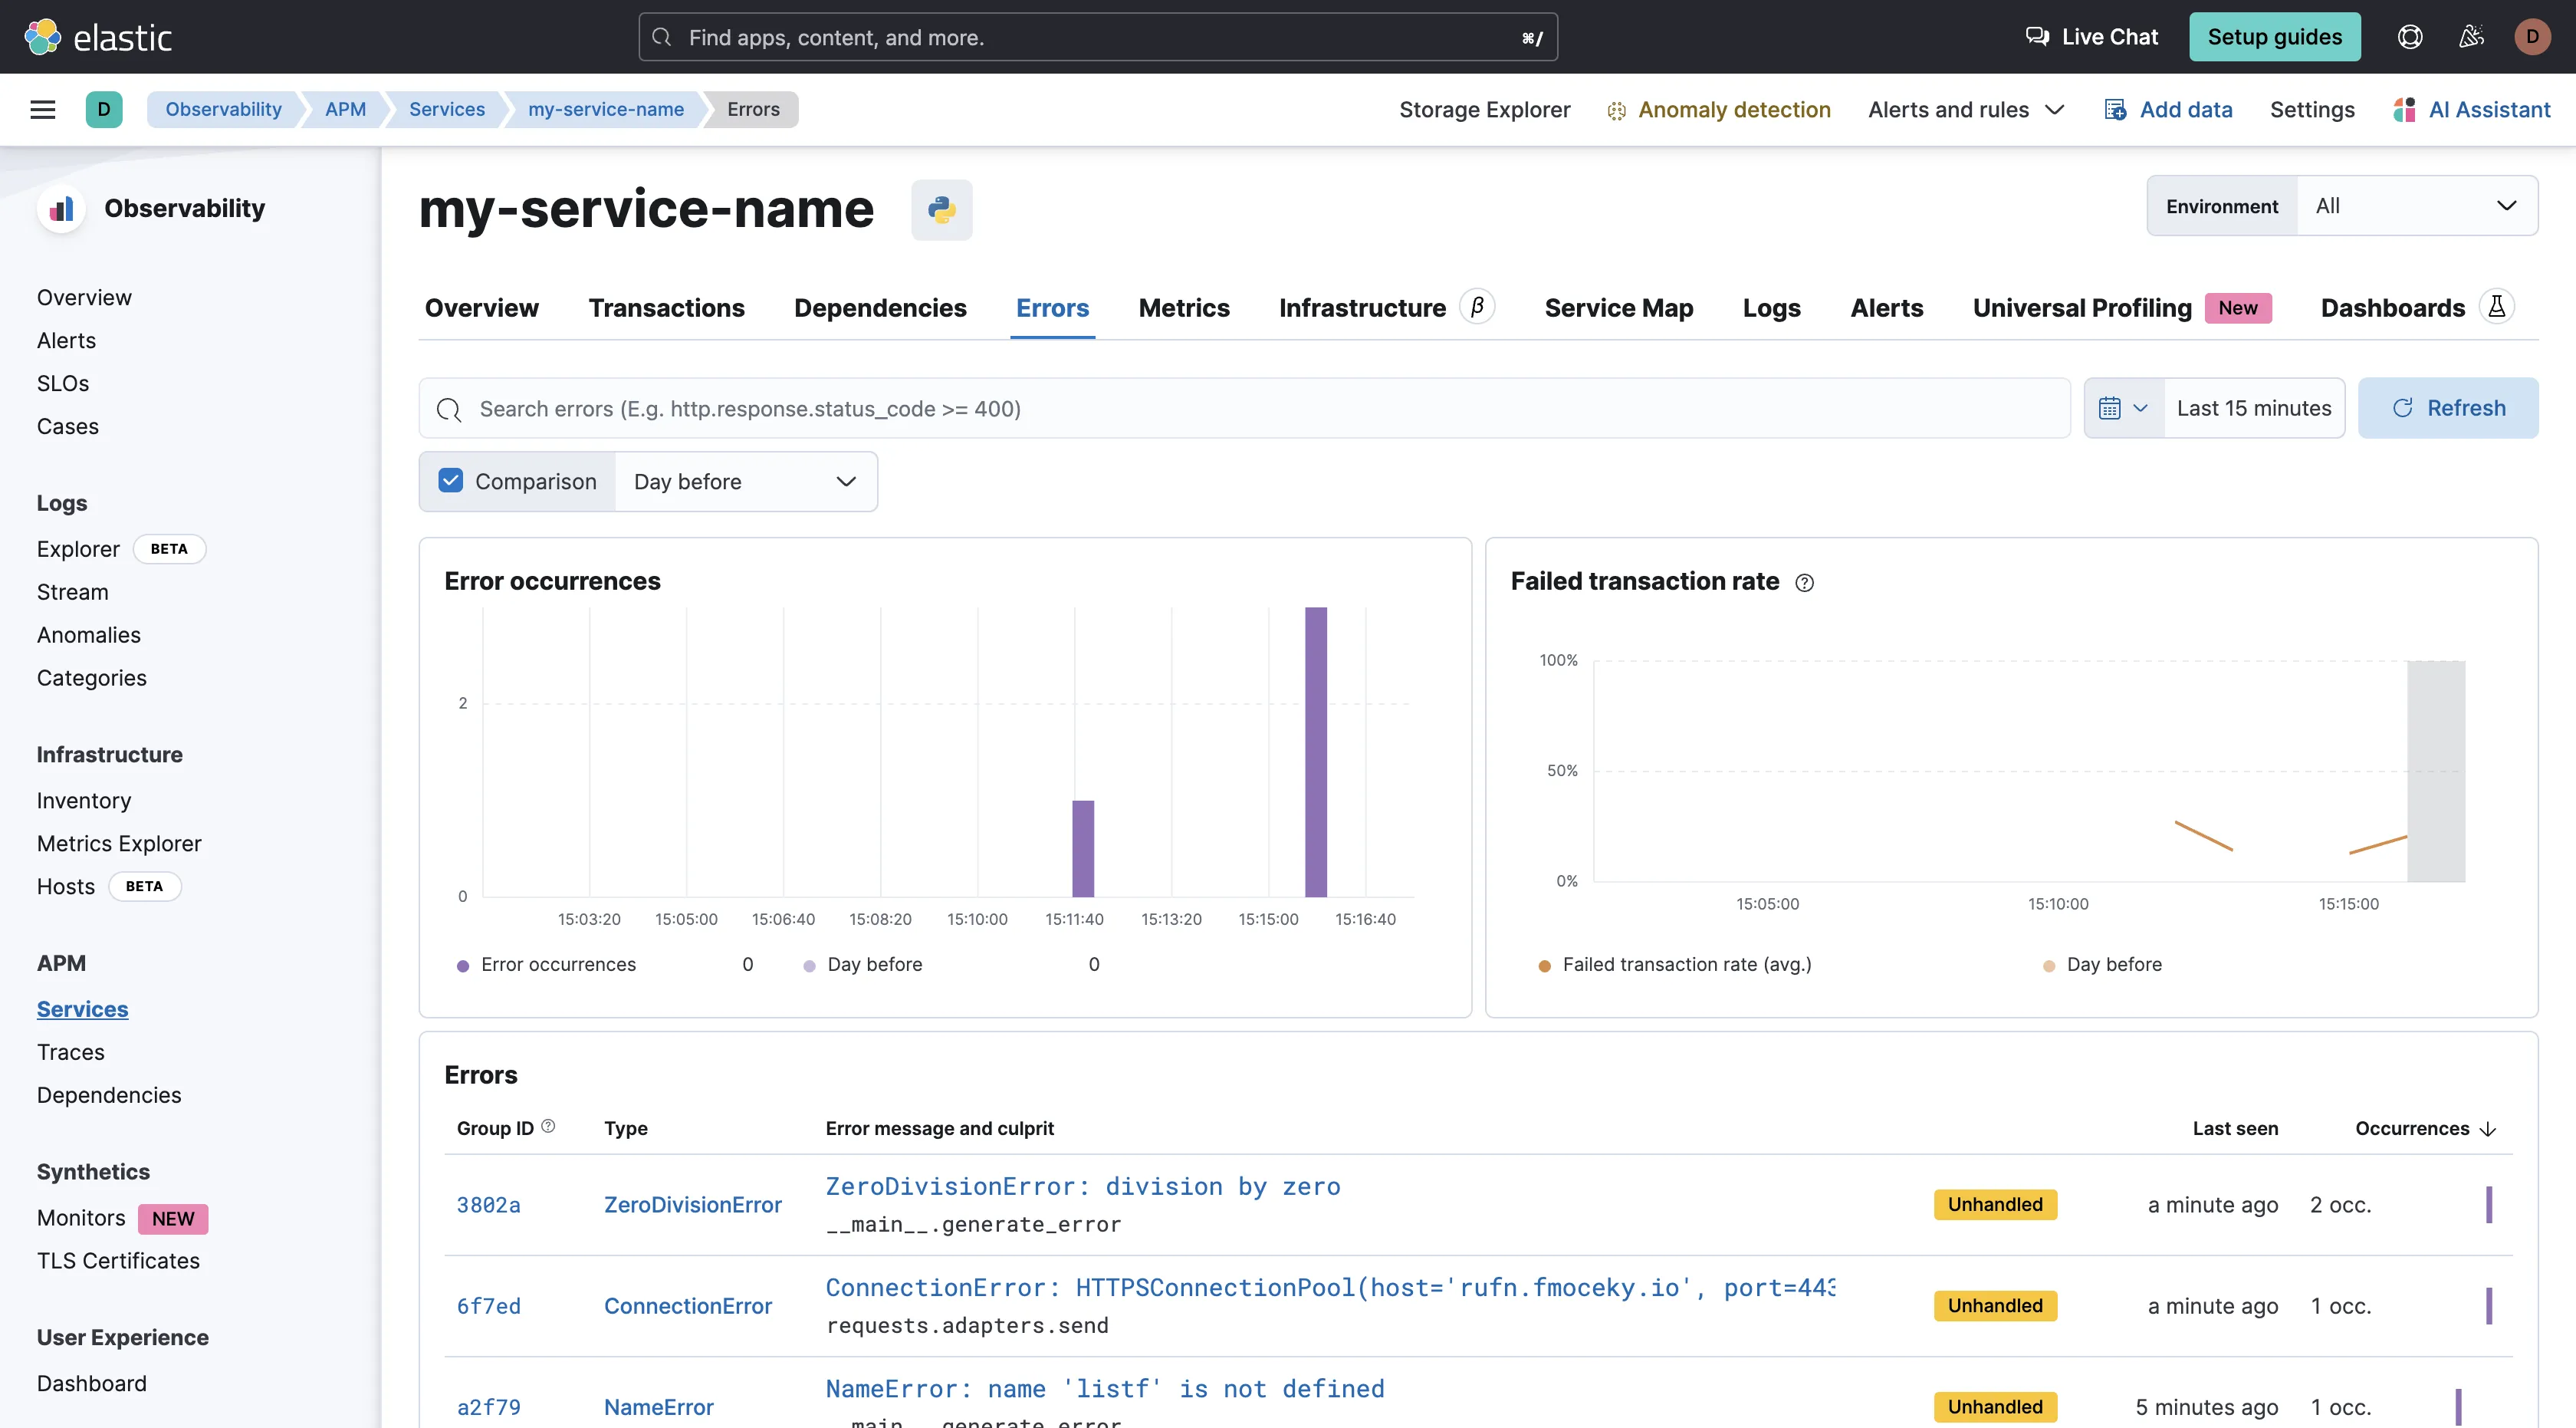 elastic
Find apps, content, and more.
⌘/
Live Chat
Setup guides
D
D
Observability
APM
Services
my-service-name
Errors
Storage Explorer
Anomaly detection
Alerts and rules
Add data
Settings
AI Assistant
Observability
Overview
Alerts
SLOs
Cases
Logs
Explorer BETA
Stream
Anomalies
Categories
Infrastructure
Inventory
Metrics Explorer
Hosts BETA
APM
Services
Traces
Dependencies
Synthetics
Monitors NEW
TLS Certificates
User Experience
Dashboard
my-service-name
Environment All
Overview Transactions Dependencies Errors Metrics Infrastructure β Service Map Logs Alerts Universal Profiling New Dashboards
Search errors (E.g. http.response.status_code >= 400)
Last 15 minutes
Refresh
Comparison Day before
Error occurrences
2
0
15:03:20 15:05:00 15:06:40 15:08:20 15:10:00 15:11:40 15:13:20 15:15:00 15:16:40
Error occurrences 0 Day before 0
Failed transaction rate
100%
50%
0%
15:05:00 15:10:00 15:15:00
Failed transaction rate (avg.) Day before
Errors
Group ID Type Error message and culprit Last seen Occurrences
3802a ZeroDivisionError ZeroDivisionError: division by zero Unhandled a minute ago 2 occ.
__main__.generate_error
6f7ed ConnectionError ConnectionError: HTTPSConnectionPool(host='rufn.fmoceky.io', port=443 Unhandled a minute ago 1 occ.
requests.adapters.send
a2f79 NameError NameError: name 'listf' is not defined Unhandled 5 minutes ago 1 occ.
__main__.generate_error